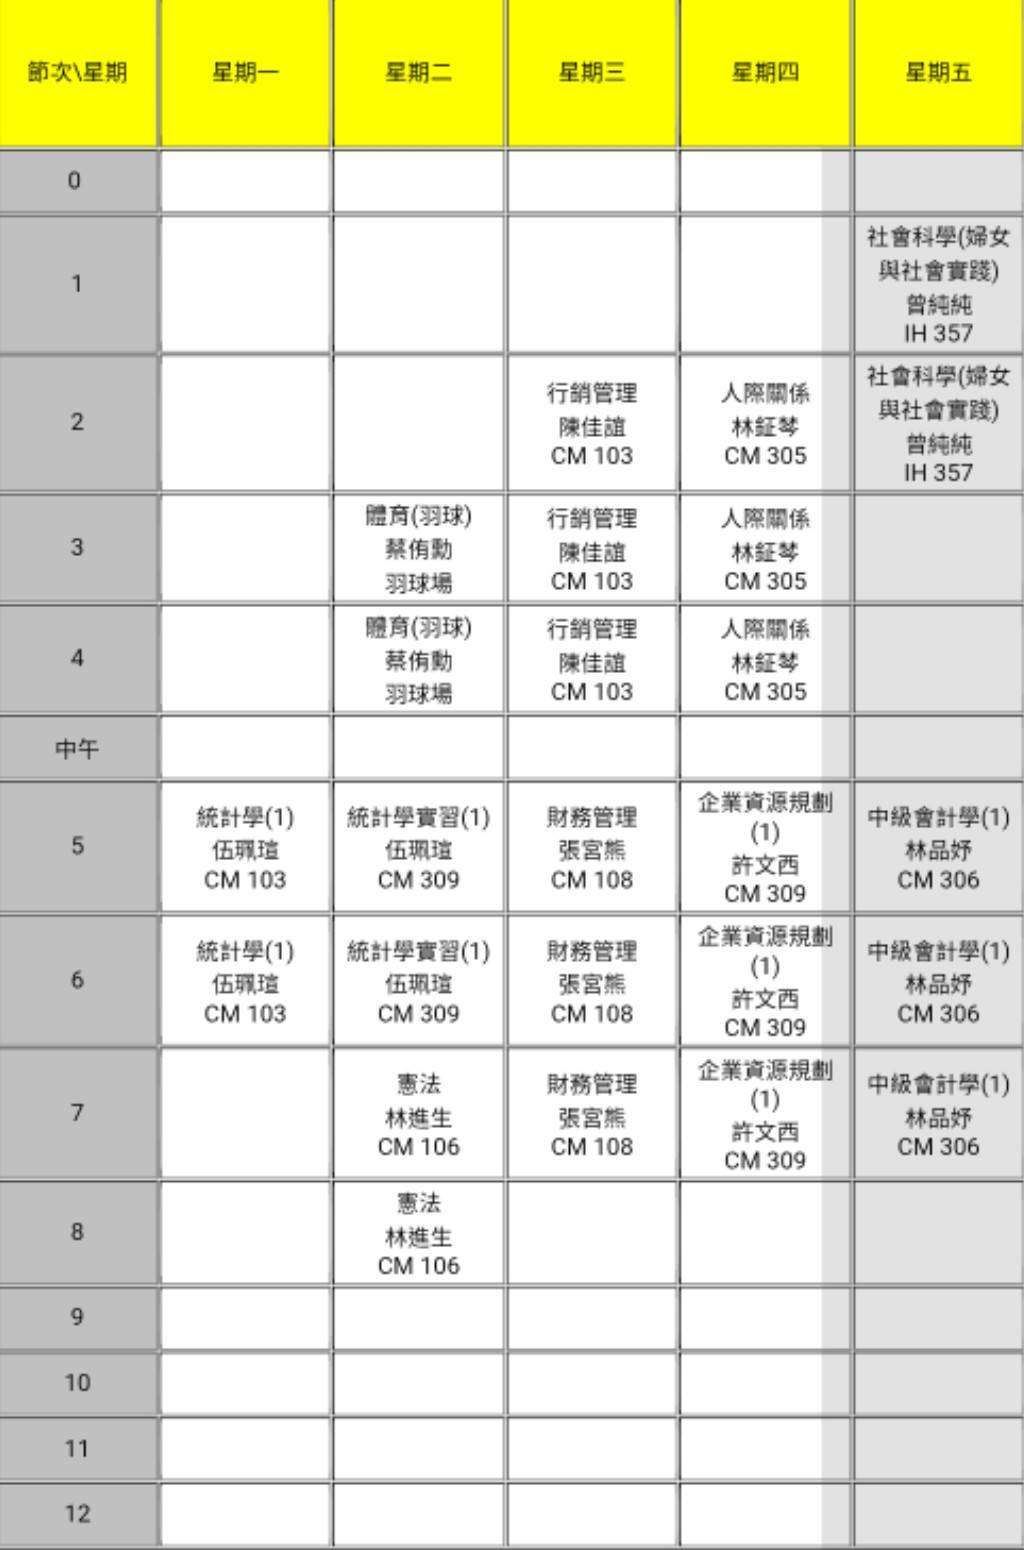 節次\星期
星期一
星期二
星期三
星期四
星期五
0
1
社會科學(婦女
與社會實踐)
曾純純
IH 357
2
行銷管理
陳佳誼
CM 103
人際關係
林鉦棽
CM 305
社會科學(婦女
與社會實踐)
曾純純
IH 357
3
體育(羽球)
蔡侑勳
羽球場
行銷管理
陳佳誼
CM 103
人際關係
林鉦棽
CM 305
4
體育(羽球)
蔡侑勳
羽球場
行銷管理
陳佳誼
CM 103
人際關係
林鉦棽
CM 305
中午
5
統計學(1)
伍珮瑄
CM 103
統計學實習(1)
伍珮瑄
CM 309
財務管理
張宮熊
CM 108
企業資源規劃
(1)
許文西
CM 309
中級會計學(1)
林品妤
CM 306
6
統計學(1)
伍珮瑄
CM 103
統計學實習(1)
伍珮瑄
CM 309
財務管理
張宮熊
CM 108
企業資源規劃
(1)
許文西
CM 309
中級會計學(1)
林品妤
CM 306
7
憲法
林進生
CM 106
財務管理
張宮熊
CM 108
企業資源規劃
(1)
許文西
CM 309
中級會計學(1)
林品妤
CM 306
8
憲法
林進生
CM 106
9
10
11
12